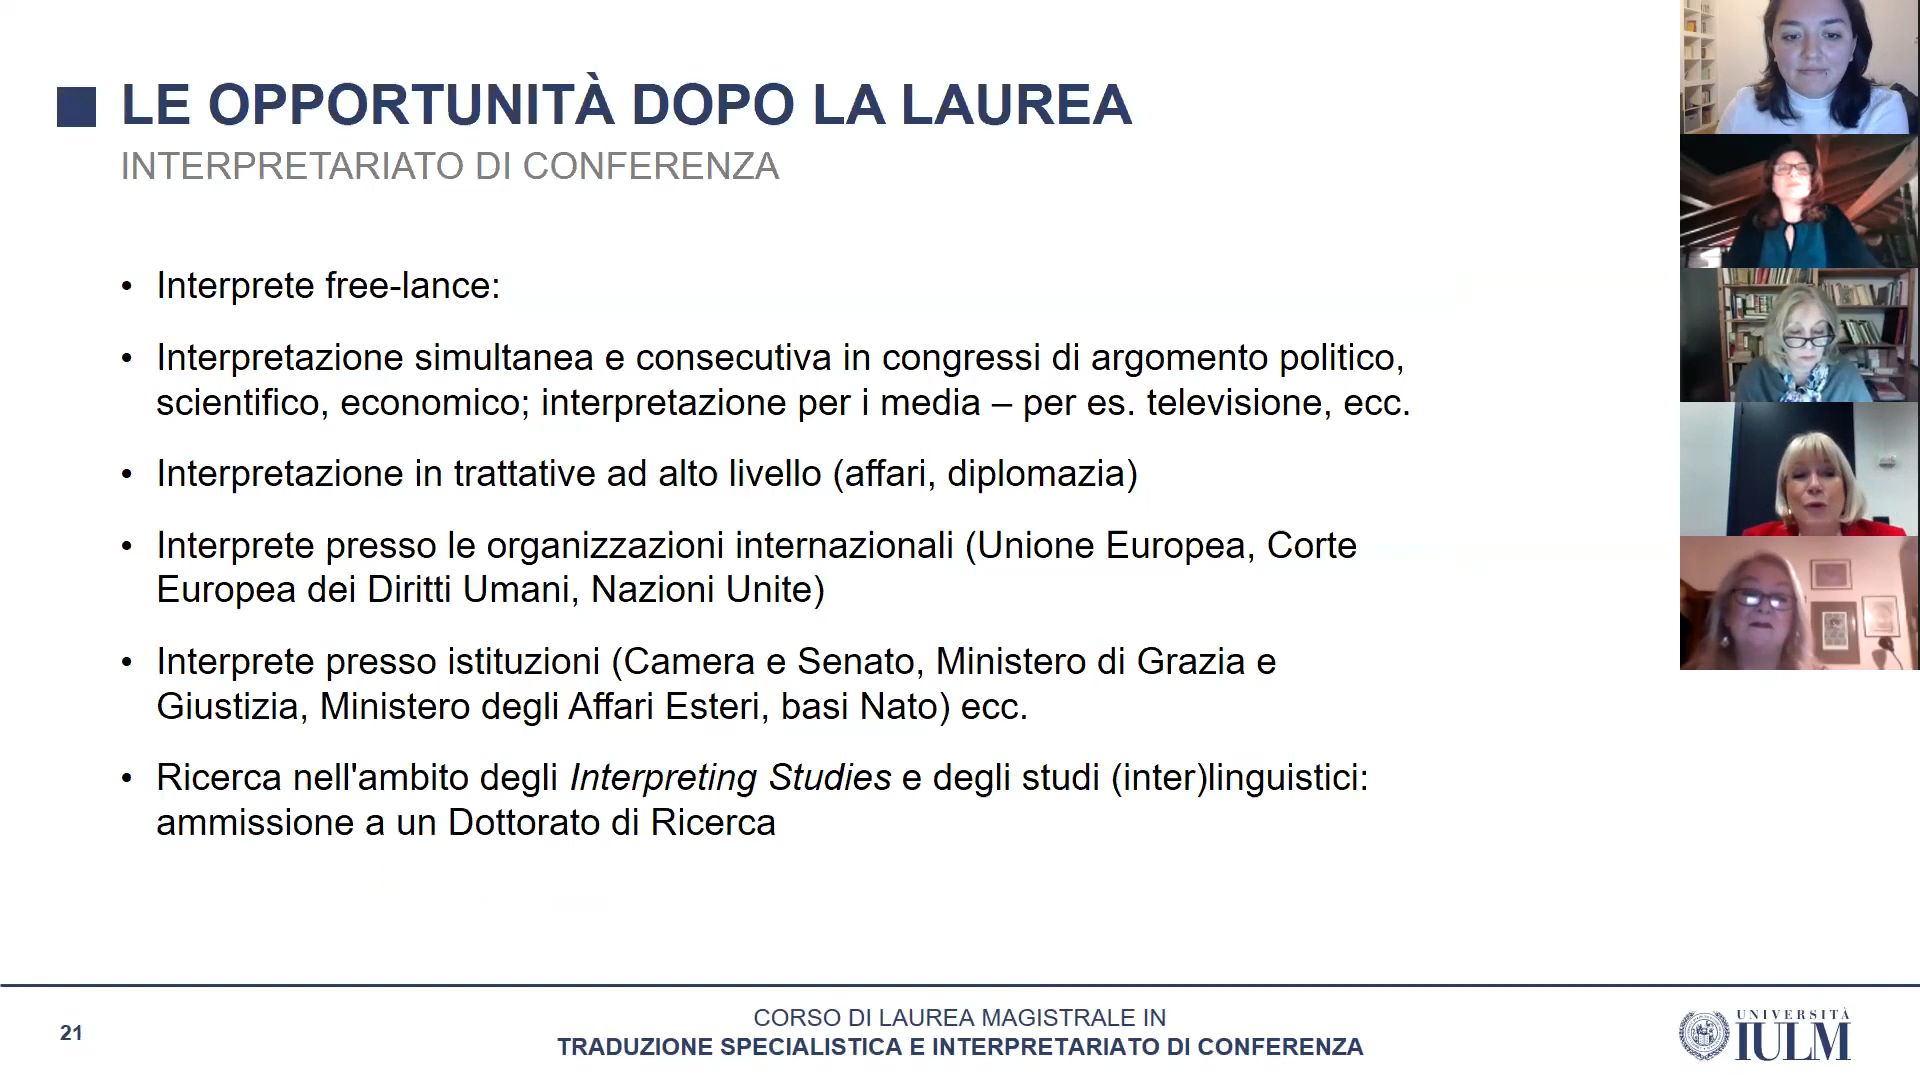 LE OPPORTUNITÀ DOPO LA LAUREA
INTERPRETARIATO DI CONFERENZA
• Interprete free-lance:
• Interpretazione simultanea e consecutiva in congressi di argomento politico,
scientifico, economico; interpretazione per i media – per es. televisione, ecc.
• Interpretazione in trattative ad alto livello (affari, diplomazia)
• Interprete presso le organizzazioni internazionali (Unione Europea, Corte
Europea dei Diritti Umani, Nazioni Unite)
• Interprete presso istituzioni (Camera e Senato, Ministero di Grazia e
Giustizia, Ministero degli Affari Esteri, basi Nato) ecc.
• Ricerca nell'ambito degli Interpreting Studies e degli studi (inter)linguistici:
ammissione a un Dottorato di Ricerca
21
CORSO DI LAUREA MAGISTRALE IN
TRADUZIONE SPECIALISTICA E INTERPRETARIATO DI CONFERENZA
UNIVERSITÀ
IULM